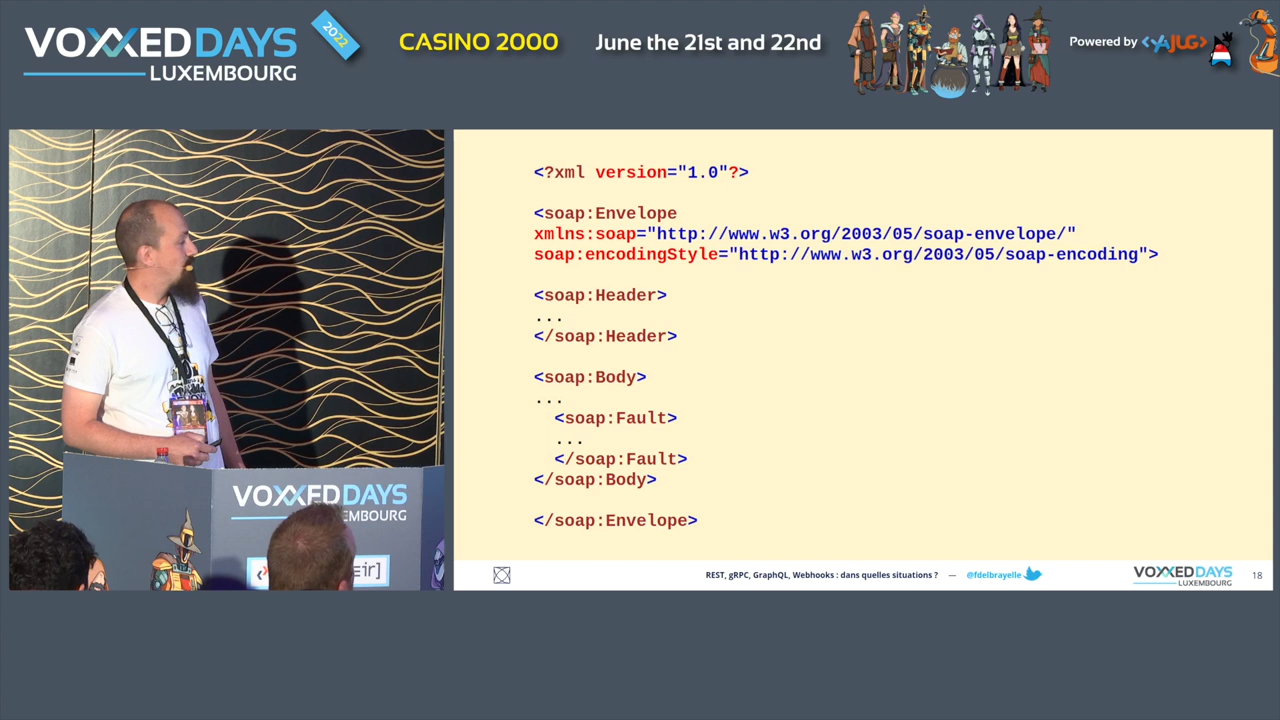 VOXXED DAYS
LUXEMBOURG
2022
CASINO 2000
June the 21st and 22nd
Powered by <YAJUG>
<?xml version="1.0"?>
<soap:Envelope
xmlns:soap="http://www.w3.org/2003/05/soap-envelope/"
soap:encodingStyle="http://www.w3.org/2003/05/soap-encoding">
<soap:Header>
...
</soap:Header>
<soap:Body>
...
<soap:Fault>
...
</soap:Fault>
</soap:Body>
</soap:Envelope>
REST, gRPC, GraphQL, Webhooks : dans quelles situations ? — @fdelbrayelle
VOXXED DAYS
LUXEMBOURG
18
VOXXED DAYS
EMBOURG
eir]